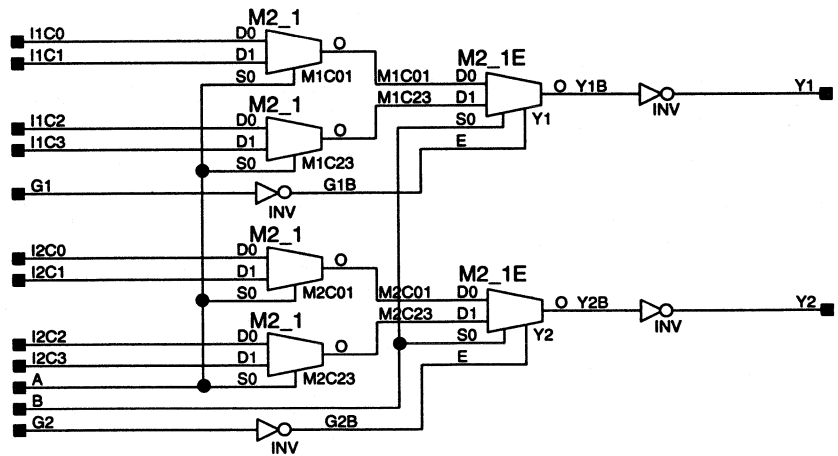 M2_1
I1C0 D0 O
I1C1 D1
S0 M1C01
M2_1E
M1C01 D0
M1C23 D1 O Y1B Y1
INV
M2_1
I1C2 D0 O
I1C3 D1
S0 M1C23
S0 Y1
E
G1 G1B
INV
M2_1
I2C0 D0 O
I2C1 D1
S0 M2C01
M2_1E
M2C01 D0
M2C23 D1 O Y2B Y2
INV
M2_1
I2C2 D0 O
I2C3 D1
S0 M2C23
S0 Y2
E
A
B
G2 G2B
INV